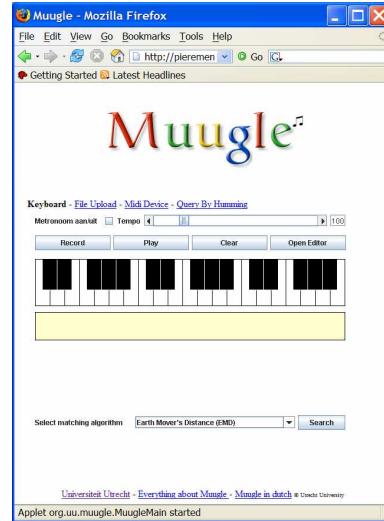 Muugle - Mozilla Firefox
File Edit View Go Bookmarks Tools Help
http://pieremen Go G.
Getting Started Latest Headlines
Muugle
Keyboard - File Upload - Midi Device - Query By Humming
Metronoom aan/uit Tempo 100
Record Play Clear Open Editor
Select matching algorithm Earth Mover's Distance (EMD) Search
Universiteit Utrecht - Everything about Muugle - Muugle in dutch © Utrecht University
Applet org.uu.muugle.MuugleMain started